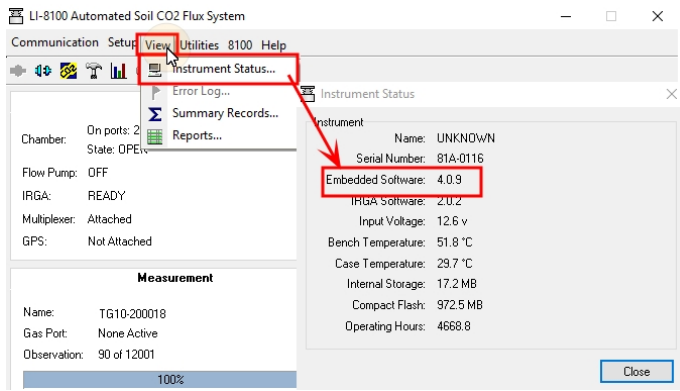 LI-8100 Automated Soil CO2 Flux System
Communication Setup View Utilities 8100 Help
Instrument Status...
Error Log...
Summary Records...
Reports...
Chamber: On ports: 2
State: OPEN
Flow Pump: OFF
IRGA: READY
Multiplexer: Attached
GPS: Not Attached
Measurement
Name: TG10-200018
Gas Port: None Active
Observation: 90 of 12001
100%
Instrument Status
Instrument
Name: UNKNOWN
Serial Number: 81A-0116
Embedded Software: 4.0.9
IRGA Software: 2.0.2
Input Voltage: 12.6 v
Bench Temperature: 51.8 °C
Case Temperature: 29.7 °C
Internal Storage: 17.2 MB
Compact Flash: 972.5 MB
Operating Hours: 4668.8
Close